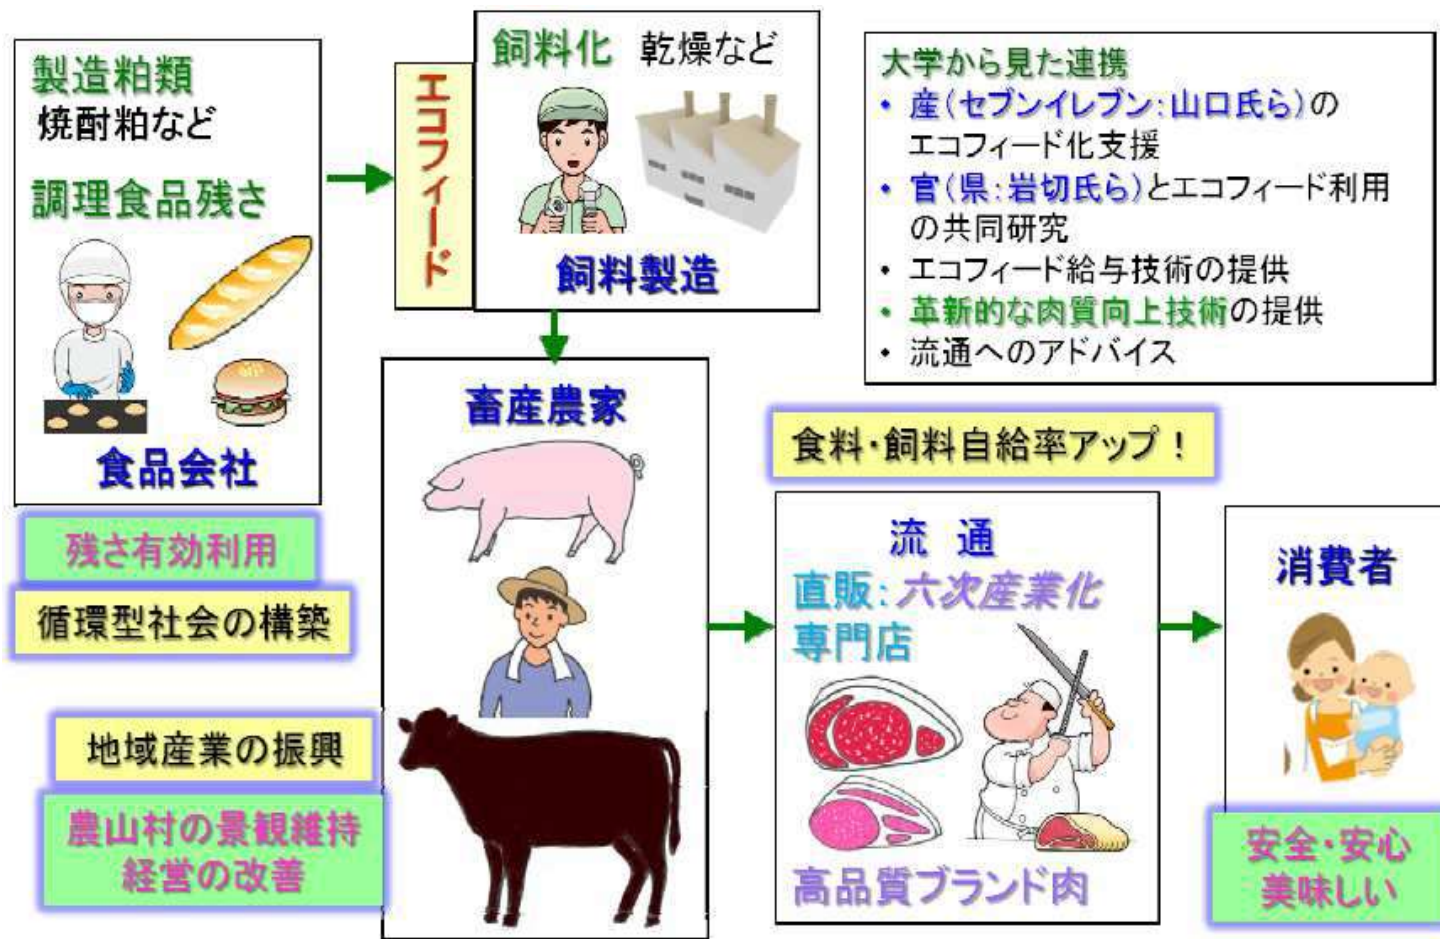 製造粕類
焼酎粕など
調理食品残さ
食品会社
エコフィード
飼料化 乾燥など
飼料製造
大学から見た連携
• 産(セブンイレブン:山口氏ら)の
エコフィード化支援
• 官(県:岩切氏ら)とエコフィード利用
の共同研究
• エコフィード給与技術の提供
• 革新的な肉質向上技術の提供
• 流通へのアドバイス
残さ有効利用
循環型社会の構築
地域産業の振興
農山村の景観維持
経営の改善
畜産農家
食料・飼料自給率アップ!
流 通
直販:六次産業化
専門店
高品質ブランド肉
消費者
安全・安心
美味しい